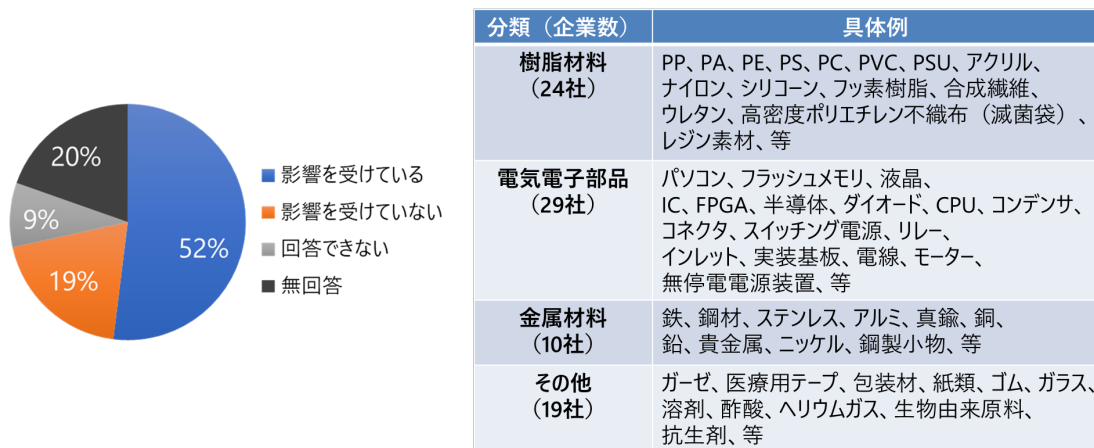 20%
9%
19%
52%
影響を受けている
影響を受けていない
回答できない
無回答
分類（企業数） 具体例
樹脂材料
（24社）
PP、PA、PE、PS、PC、PVC、PSU、アクリル、
ナイロン、シリコーン、フッ素樹脂、合成繊維、
ウレタン、高密度ポリエチレン不織布（滅菌袋）、
レジン素材、等
電気電子部品
（29社）
パソコン、フラッシュメモリ、液晶、
IC、FPGA、半導体、ダイオード、CPU、コンデンサ、
コネクタ、スイッチング電源、リレー、
インレット、実装基板、電線、モーター、
無停電電源装置、等
金属材料
（10社）
鉄、鋼材、ステンレス、アルミ、真鍮、銅、
鉛、貴金属、ニッケル、鋼製小物、等
その他
（19社）
ガーゼ、医療用テープ、包装材、紙類、ゴム、ガラス、
溶剤、酢酸、ヘリウムガス、生物由来原料、
抗生剤、等